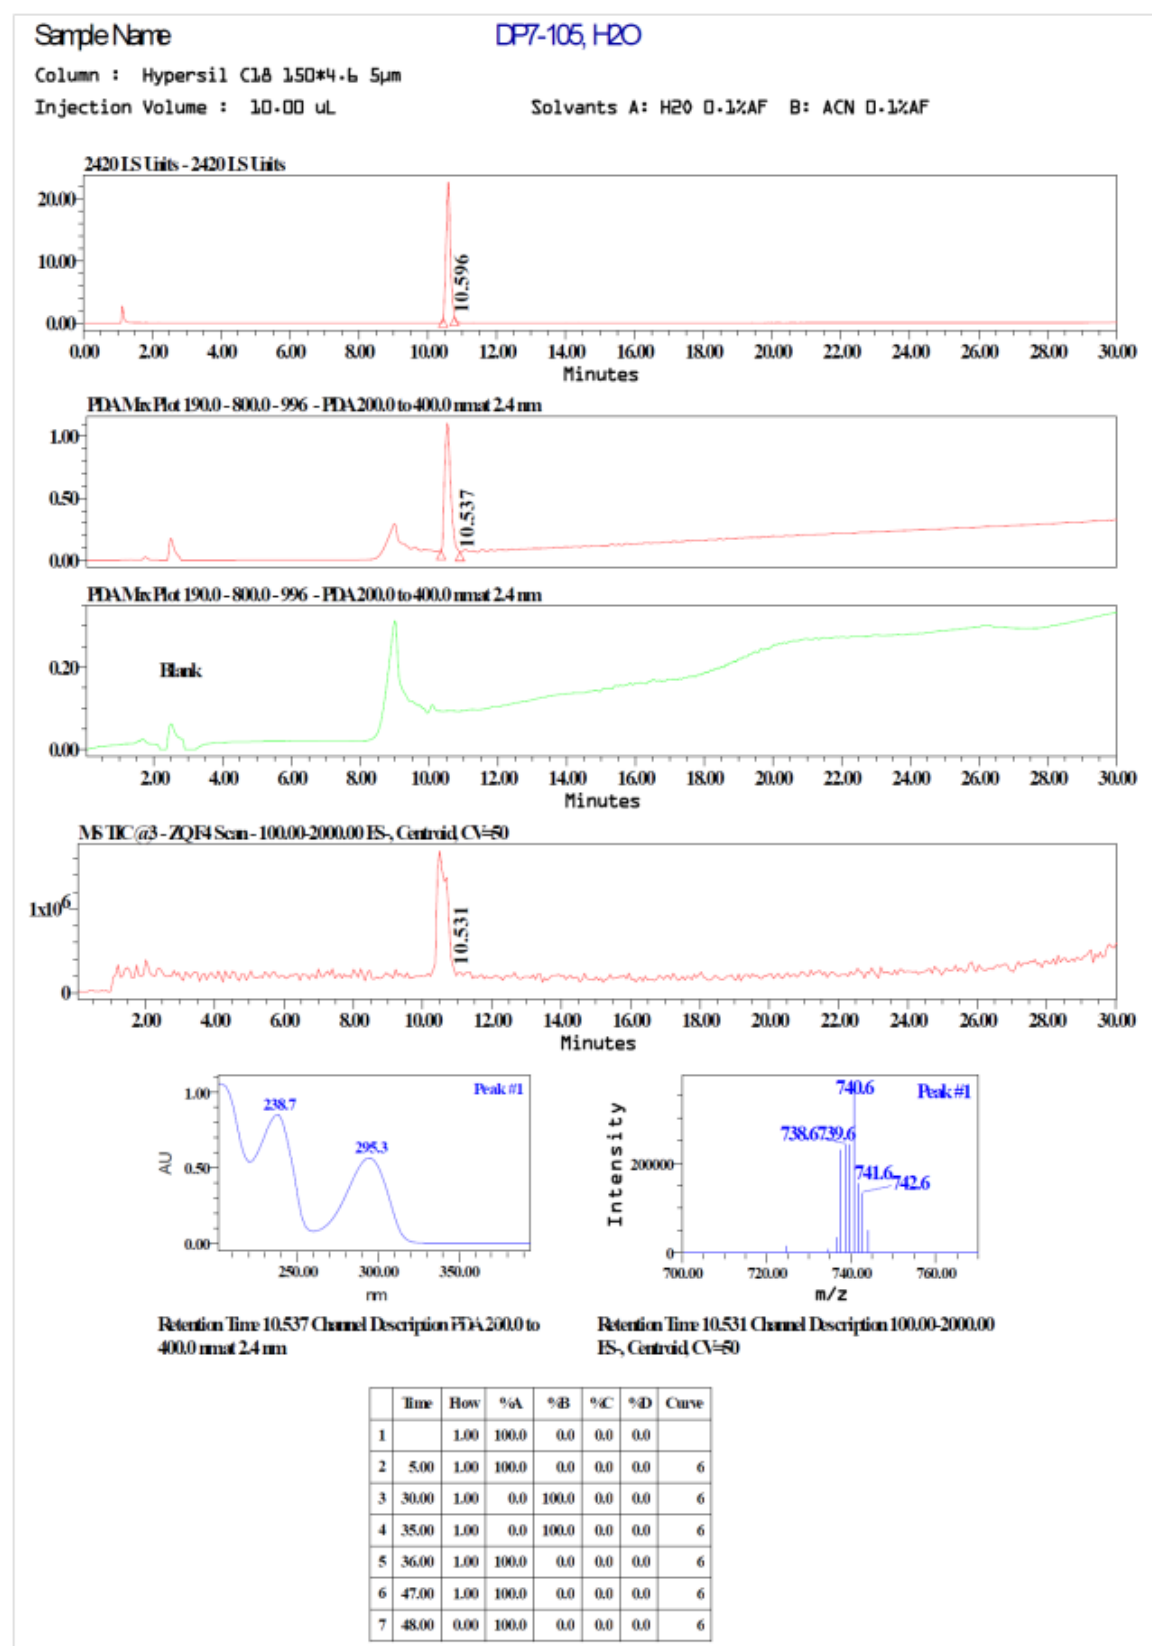 Sample Name DP7-105, H2O
Column : Hypersil C18 150*4.6 5µm
Injection Volume : 10.00 uL Solvants A: H2O 0.1%AF B: ACN 0.1%AF
2420 LS Units - 2420 LS Units
20.00
10.00
0.00
10.596
0.00 2.00 4.00 6.00 8.00 10.00 12.00 14.00 16.00 18.00 20.00 22.00 24.00 26.00 28.00 30.00
Minutes
PDA Mx Plot 190.0 - 800.0 - 996 - PDA 200.0 to 400.0 nm at 2.4 nm
1.00
0.50
0.00
10.537
PDA Mx Plot 190.0 - 800.0 - 996 - PDA 200.0 to 400.0 nm at 2.4 nm
0.20
0.00
Blank
2.00 4.00 6.00 8.00 10.00 12.00 14.00 16.00 18.00 20.00 22.00 24.00 26.00 28.00 30.00
Minutes
MS TIC @3 - ZQF4 Scan - 100.00-2000.00 ES-, Centroid, CV=50
1x10^6
0
10.531
2.00 4.00 6.00 8.00 10.00 12.00 14.00 16.00 18.00 20.00 22.00 24.00 26.00 28.00 30.00
Minutes
Peak #1
238.7
295.3
AU
1.00
0.50
0.00
250.00 300.00 350.00
nm
Retention Time 10.537 Channel Description PDA 200.0 to
400.0 nm at 2.4 nm
Peak #1
740.6
738.6 739.6
741.6
742.6
Intensity
200000
0
700.00 720.00 740.00 760.00
m/z
Retention Time 10.531 Channel Description 100.00-2000.00
ES-, Centroid, CV=50
Time Flow %A %B %C %D Curve
1 1.00 100.0 0.0 0.0 0.0
2 5.00 1.00 100.0 0.0 0.0 0.0 6
3 30.00 1.00 0.0 100.0 0.0 0.0 6
4 35.00 1.00 0.0 100.0 0.0 0.0 6
5 36.00 1.00 100.0 0.0 0.0 0.0 6
6 47.00 1.00 100.0 0.0 0.0 0.0 6
7 48.00 0.00 100.0 0.0 0.0 0.0 6